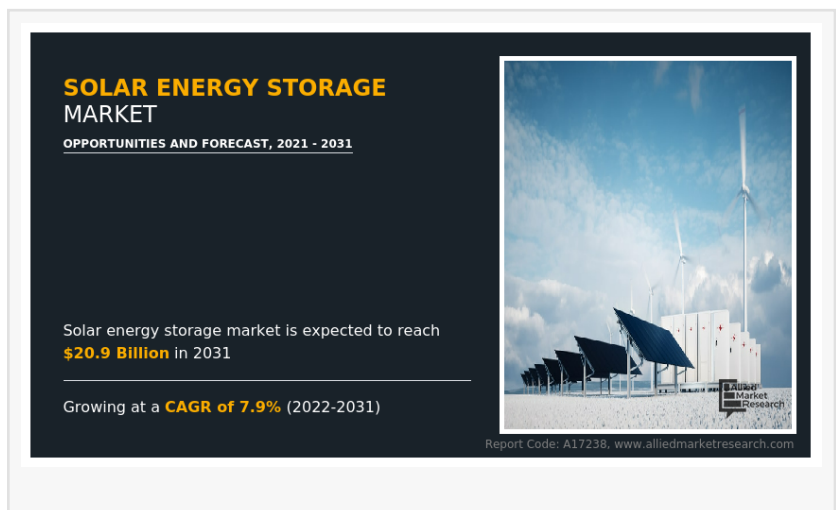 SOLAR ENERGY STORAGE
MARKET
OPPORTUNITIES AND FORECAST, 2021 - 2031
Solar energy storage market is expected to reach
$20.9 Billion in 2031
Growing at a CAGR of 7.9% (2022-2031)
Allied
Market
Research
Report Code: A17238, www.alliedmarketresearch.com